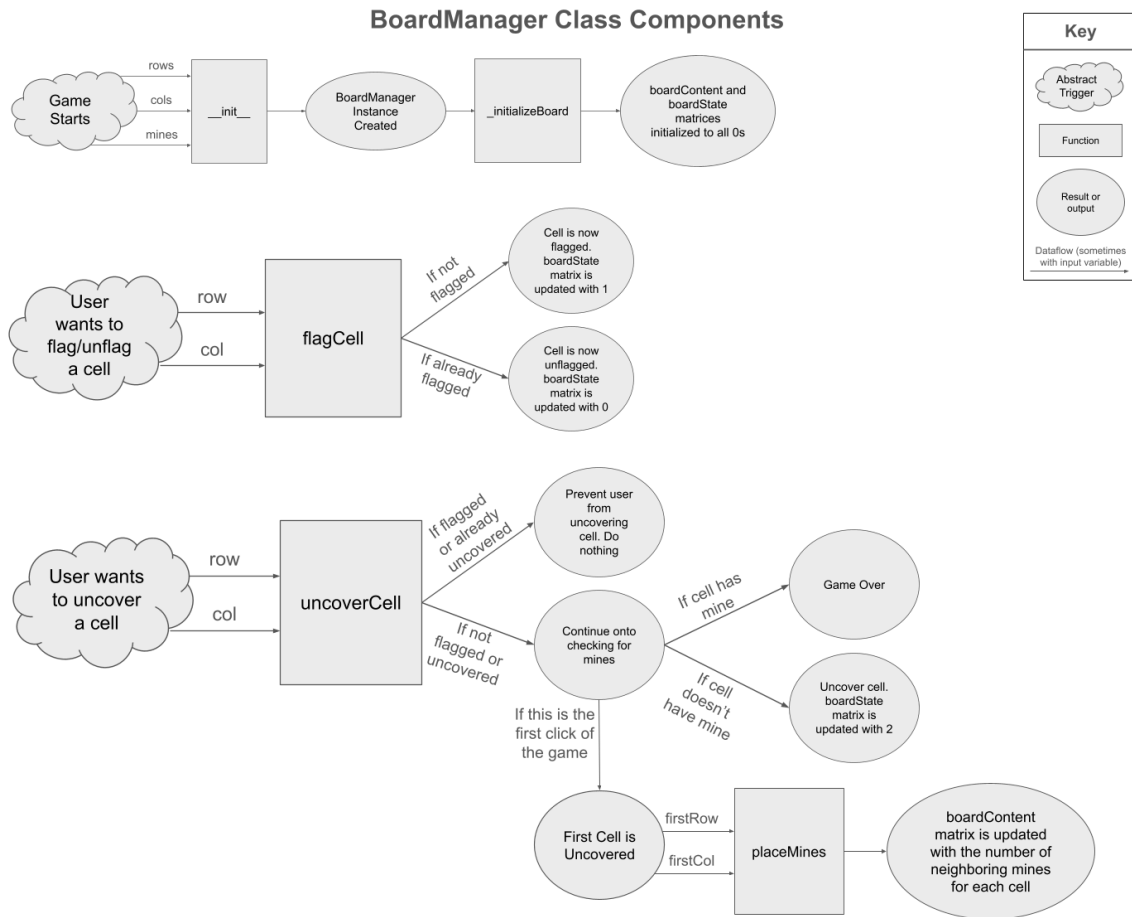 BoardManager Class Components
Key
Abstract
Trigger
Function
Result or
output
Dataflow (sometimes
with input variable)
Game
Starts
rows
cols
mines
__init__
BoardManager
Instance
Created
_initializeBoard
boardContent and
boardState
matrices
initialized to all 0s
User
wants to
flag/unflag
a cell
row
col
flagCell
If not
flagged
If already
flagged
Cell is now
flagged.
boardState
matrix is
updated with 1
Cell is now
unflagged.
boardState
matrix is
updated with 0
User wants
to uncover
a cell
row
col
uncoverCell
If flagged
or already
uncovered
If not
flagged or
uncovered
Prevent user
from
uncovering
cell. Do
nothing
Continue onto
checking for
mines
If cell has
mine
If cell
doesn't
have mine
Game Over
Uncover cell.
boardState
matrix is
updated with 2
If this is the
first click of
the game
First Cell is
Uncovered
firstRow
firstCol
placeMines
boardContent
matrix is updated
with the number of
neighboring mines
for each cell